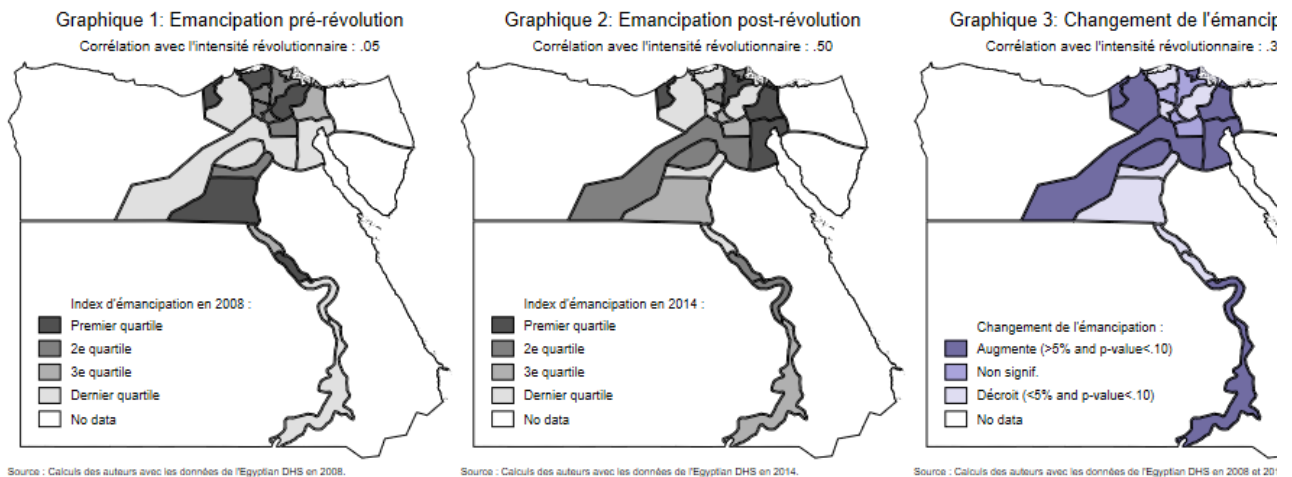 Graphique 1: Emancipation pré-révolution
Corrélation avec l'intensité révolutionnaire : .05
Index d'émancipation en 2008 :
Premier quartile
2e quartile
3e quartile
Dernier quartile
No data
Source : Calculs des auteurs avec les données de l'Egyptian DHS en 2008.
Graphique 2: Emancipation post-révolution
Corrélation avec l'intensité révolutionnaire : .50
Index d'émancipation en 2014 :
Premier quartile
2e quartile
3e quartile
Dernier quartile
No data
Source : Calculs des auteurs avec les données de l'Egyptian DHS en 2014.
Graphique 3: Changement de l'émancip
Corrélation avec l'intensité révolutionnaire : .3
Changement de l'émancipation :
Augmente (>5% and p-value<.10)
Non signif.
Décroit (<5% and p-value<.10)
No data
Source : Calculs des auteurs avec les données de l'Egyptian DHS en 2008 et 201